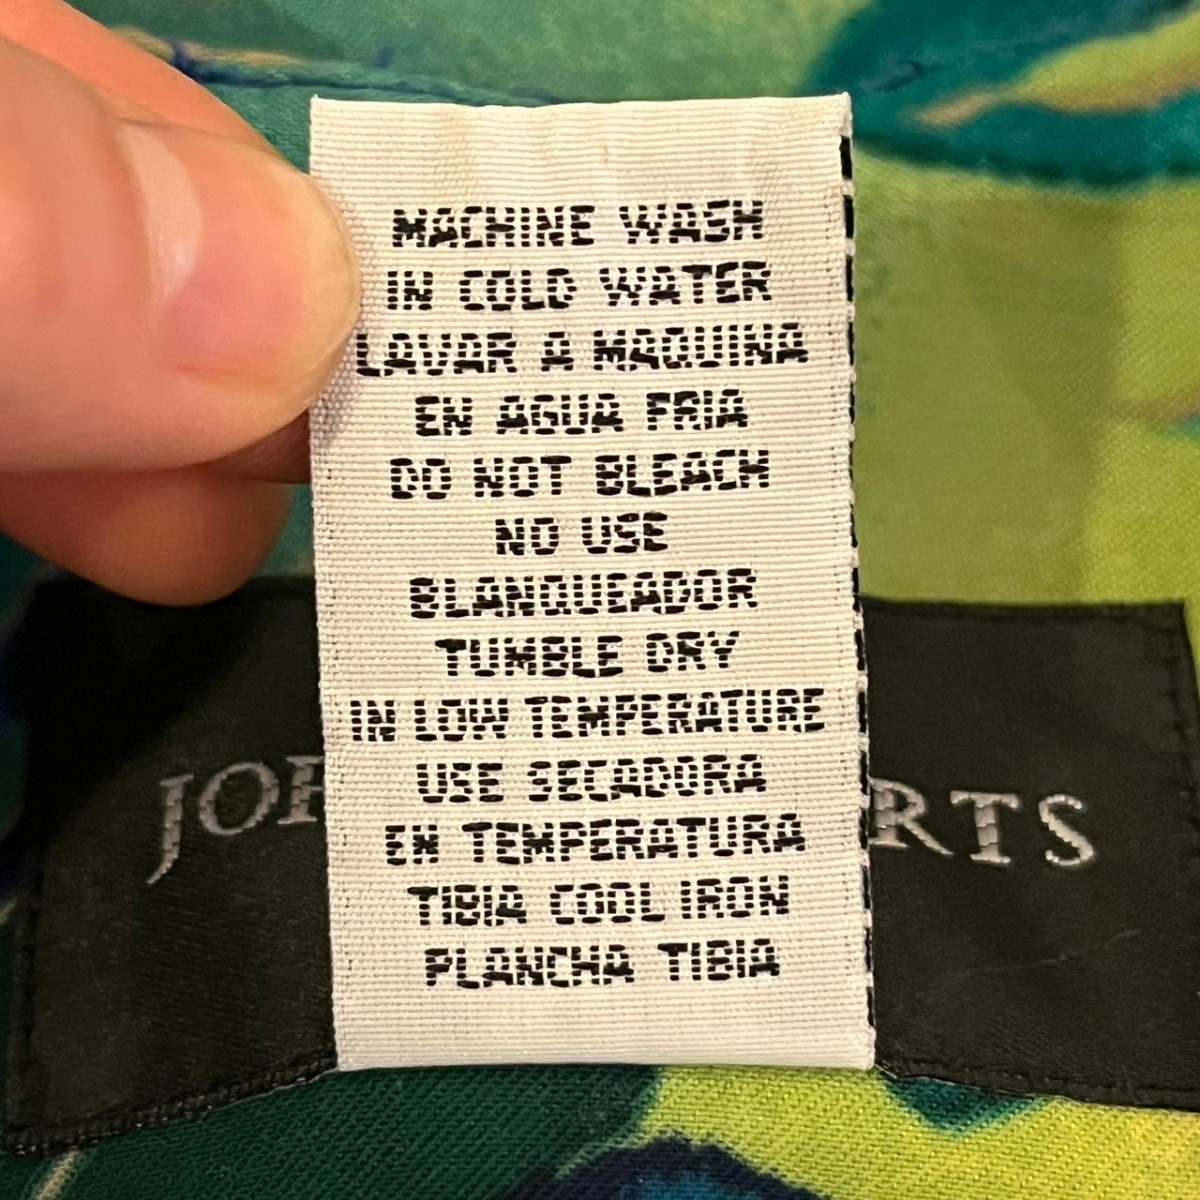 MACHINE WASH
IN COLD WATER
LAVAR A MAQUINA
EN AGUA FRIA
DO NOT BLEACH
NO USE
BLANQUEADOR
TUMBLE DRY
IN LOW TEMPERATURE
USE SECADORA
EN TEMPERATURA
TIBIA COOL IRON
PLANCHA TIBIA